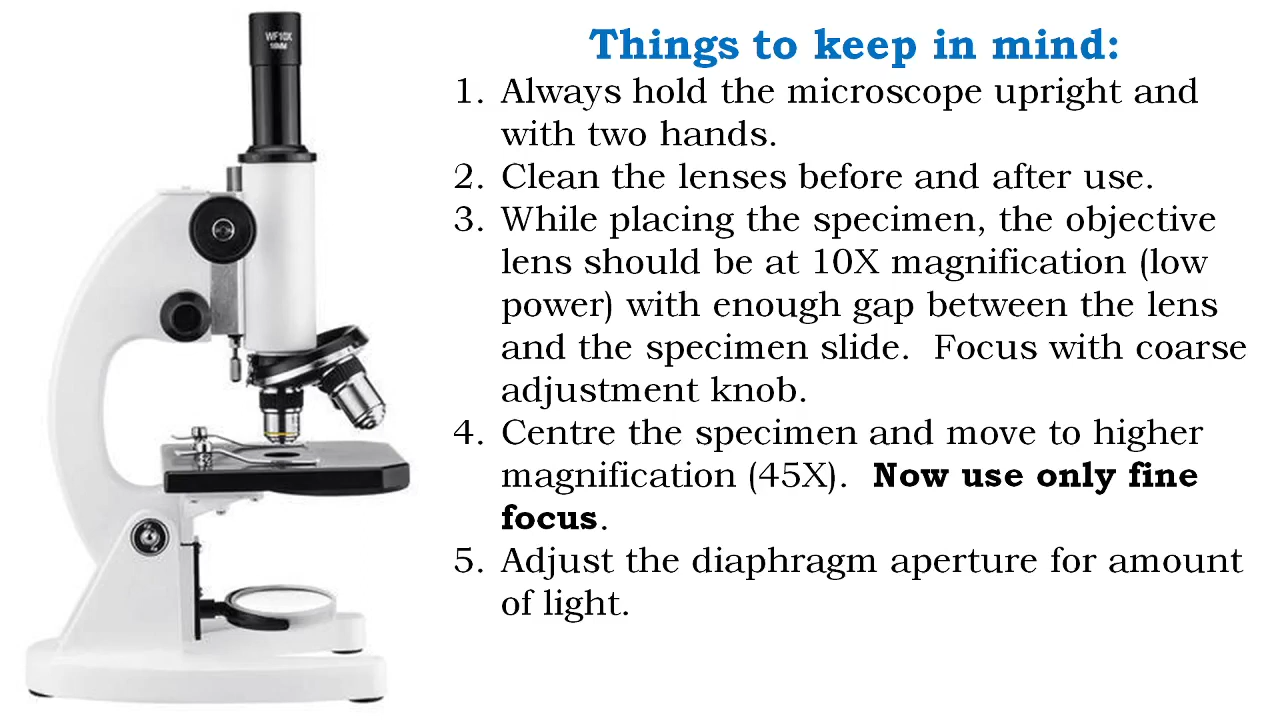 WF10X
18MM
Things to keep in mind:
1. Always hold the microscope upright and
with two hands.
2. Clean the lenses before and after use.
3. While placing the specimen, the objective
lens should be at 10X magnification (low
power) with enough gap between the lens
and the specimen slide.  Focus with coarse
adjustment knob.
4. Centre the specimen and move to higher
magnification (45X).  Now use only fine
focus.
5. Adjust the diaphragm aperture for amount
of light.